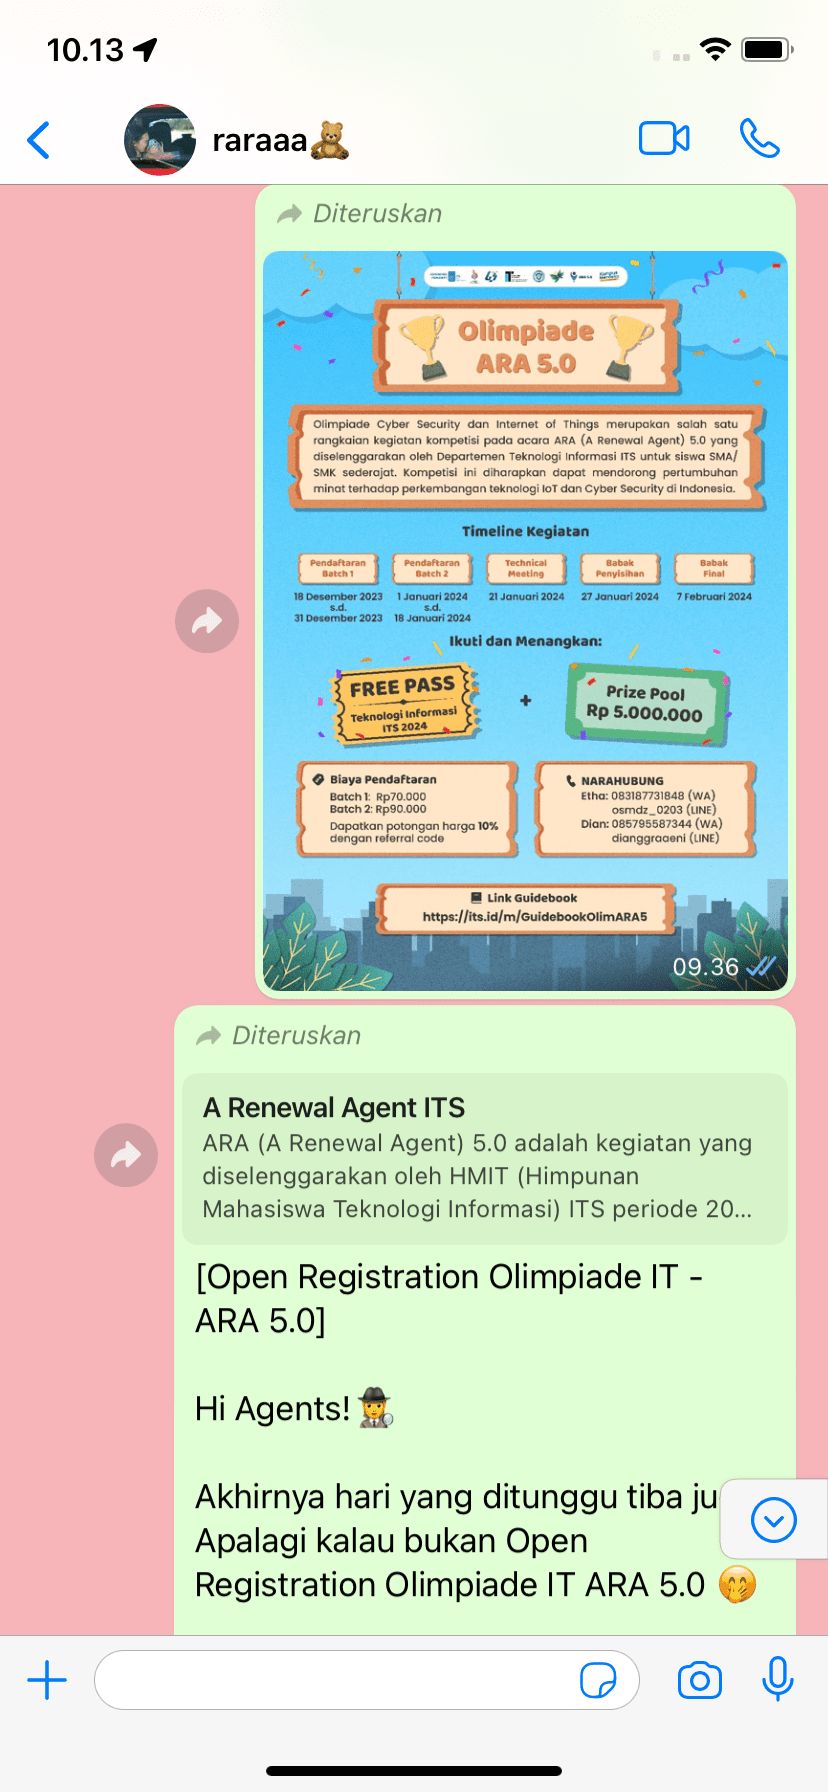 10.13
raraaa
Diteruskan
Olimpiade
ARA 5.0
Olimpiade Cyber Security dan Internet of Things merupakan salah satu
rangkaian kegiatan kompetisi pada acara ARA (A Renewal Agent) 5.0 yang
diselenggarakan oleh Departemen Teknologi Informasi ITS untuk siswa SMA/
SMK sederajat. Kompetisi ini diharapkan dapat mendorong pertumbuhan
minat terhadap perkembangan teknologi IoT dan Cyber Security di Indonesia.
Timeline Kegiatan
Pendaftaran
Batch 1
18 Desember 2023
s.d.
31 Desember 2023
Pendaftaran
Batch 2
1 Januari 2024
s.d.
18 Januari 2024
Technical
Meeting
21 Januari 2024
Babak
Penyisihan
27 Januari 2024
Babak
Final
7 Februari 2024
Ikuti dan Menangkan:
FREE PASS
Teknologi Informasi
ITS 2024
+
Prize Pool
Rp 5.000.000
Biaya Pendaftaran
Batch 1: Rp70.000
Batch 2: Rp90.000
Dapatkan potongan harga 10%
dengan referral code
NARAHUBUNG
Etha: 083187731848 (WA)
osmdz_0203 (LINE)
Dian: 085795587344 (WA)
dianggraaeni (LINE)
Link Guidebook
https://its.id/m/GuidebookOlimARA5
09.36
Diteruskan
A Renewal Agent ITS
ARA (A Renewal Agent) 5.0 adalah kegiatan yang
diselenggarakan oleh HMIT (Himpunan
Mahasiswa Teknologi Informasi) ITS periode 20...
[Open Registration Olimpiade IT -
ARA 5.0]
Hi Agents!
Akhirnya hari yang ditunggu tiba ju
Apalagi kalau bukan Open
Registration Olimpiade IT ARA 5.0